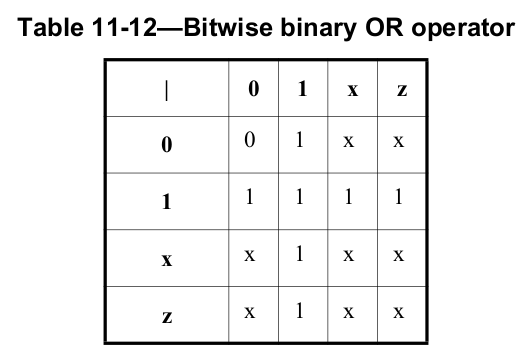 Table 11-12—Bitwise binary OR operator
| 0 1 x z
0 0 1 x x
1 1 1 1 1
x x 1 x x
z x 1 x x